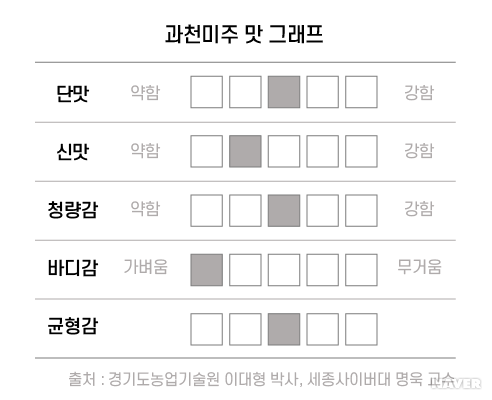 과천미주 맛 그래프
단맛 약함 강함
신맛 약함 강함
청량감 약함 강함
바디감 가벼움 무거움
균형감
출처 : 경기도농업기술원 이대형 박사, 세종사이버대 명욱 교수
NAVER